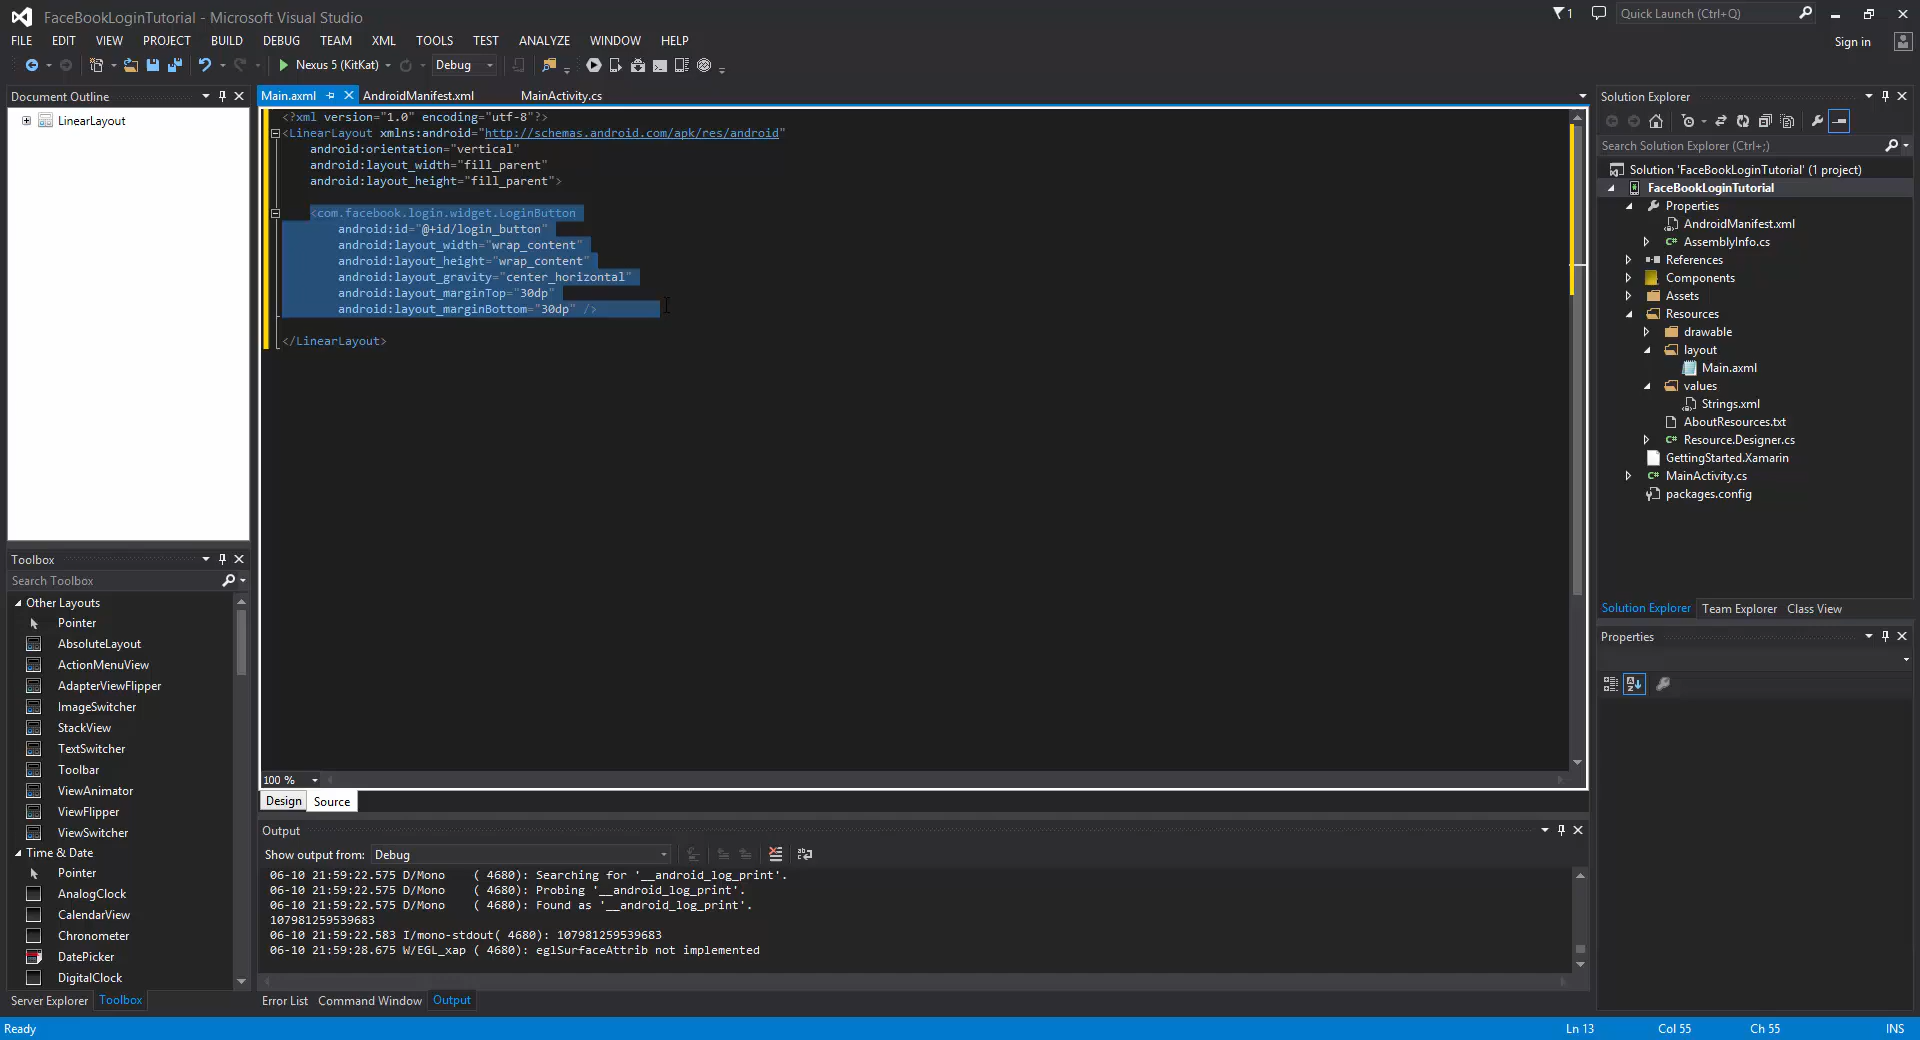 FaceBookLoginTutorial - Microsoft Visual Studio
1
Quick Launch (Ctrl+Q)
FILE EDIT VIEW PROJECT BUILD DEBUG TEAM XML TOOLS TEST ANALYZE WINDOW HELP
Sign in
Nexus 5 (KitKat)
Debug
Document Outline
LinearLayout
Main.axml AndroidManifest.xml MainActivity.cs
<?xml version="1.0" encoding="utf-8"?>
<LinearLayout xmlns:android="http://schemas.android.com/apk/res/android"
android:orientation="vertical"
android:layout_width="fill_parent"
android:layout_height="fill_parent">
<com.facebook.login.widget.LoginButton
android:id="@+id/login_button"
android:layout_width="wrap_content"
android:layout_height="wrap_content"
android:layout_gravity="center_horizontal"
android:layout_marginTop="30dp"
android:layout_marginBottom="30dp" />
</LinearLayout>
100 %
Design Source
Toolbox
Search Toolbox
Other Layouts
Pointer
AbsoluteLayout
ActionMenuView
AdapterViewFlipper
ImageSwitcher
StackView
TextSwitcher
Toolbar
ViewAnimator
ViewFlipper
ViewSwitcher
Time & Date
Pointer
AnalogClock
CalendarView
Chronometer
DatePicker
DigitalClock
Server Explorer Toolbox
Output
Show output from: Debug
06-10 21:59:22.575 D/Mono    ( 4680): Searching for '__android_log_print'.
06-10 21:59:22.575 D/Mono    ( 4680): Probing '__android_log_print'.
06-10 21:59:22.575 D/Mono    ( 4680): Found as '__android_log_print'.
107981259539683
06-10 21:59:22.583 I/mono-stdout( 4680): 107981259539683
06-10 21:59:28.675 W/EGL_xap ( 4680): eglSurfaceAttrib not implemented
Error List Command Window Output
Solution Explorer
Search Solution Explorer (Ctrl+;)
Solution 'FaceBookLoginTutorial' (1 project)
FaceBookLoginTutorial
Properties
AndroidManifest.xml
C# AssemblyInfo.cs
References
Components
Assets
Resources
drawable
layout
Main.axml
values
Strings.xml
AboutResources.txt
C# Resource.Designer.cs
GettingStarted.Xamarin
C# MainActivity.cs
packages.config
Solution Explorer Team Explorer Class View
Properties
Ready
Ln 13 Col 55 Ch 55 INS